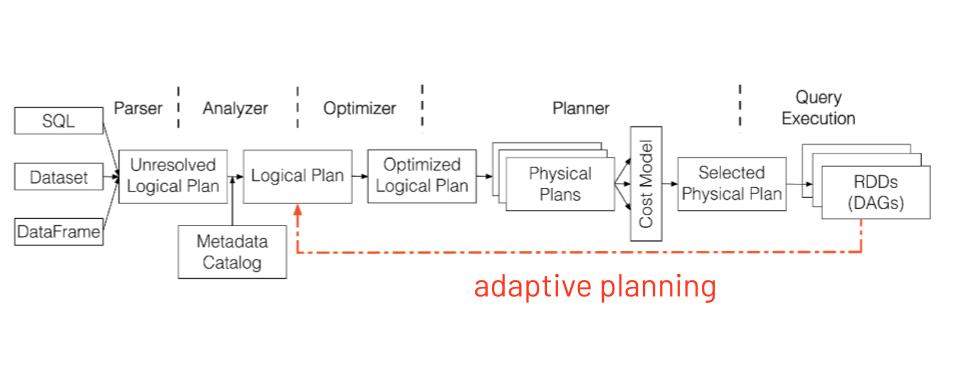 Parser
Analyzer
Optimizer
Planner
Query
Execution
SQL
Dataset
DataFrame
Unresolved
Logical Plan
Metadata
Catalog
Logical Plan
Optimized
Logical Plan
Physical
Plans
Cost Model
Selected
Physical Plan
RDDs
(DAGs)
adaptive planning